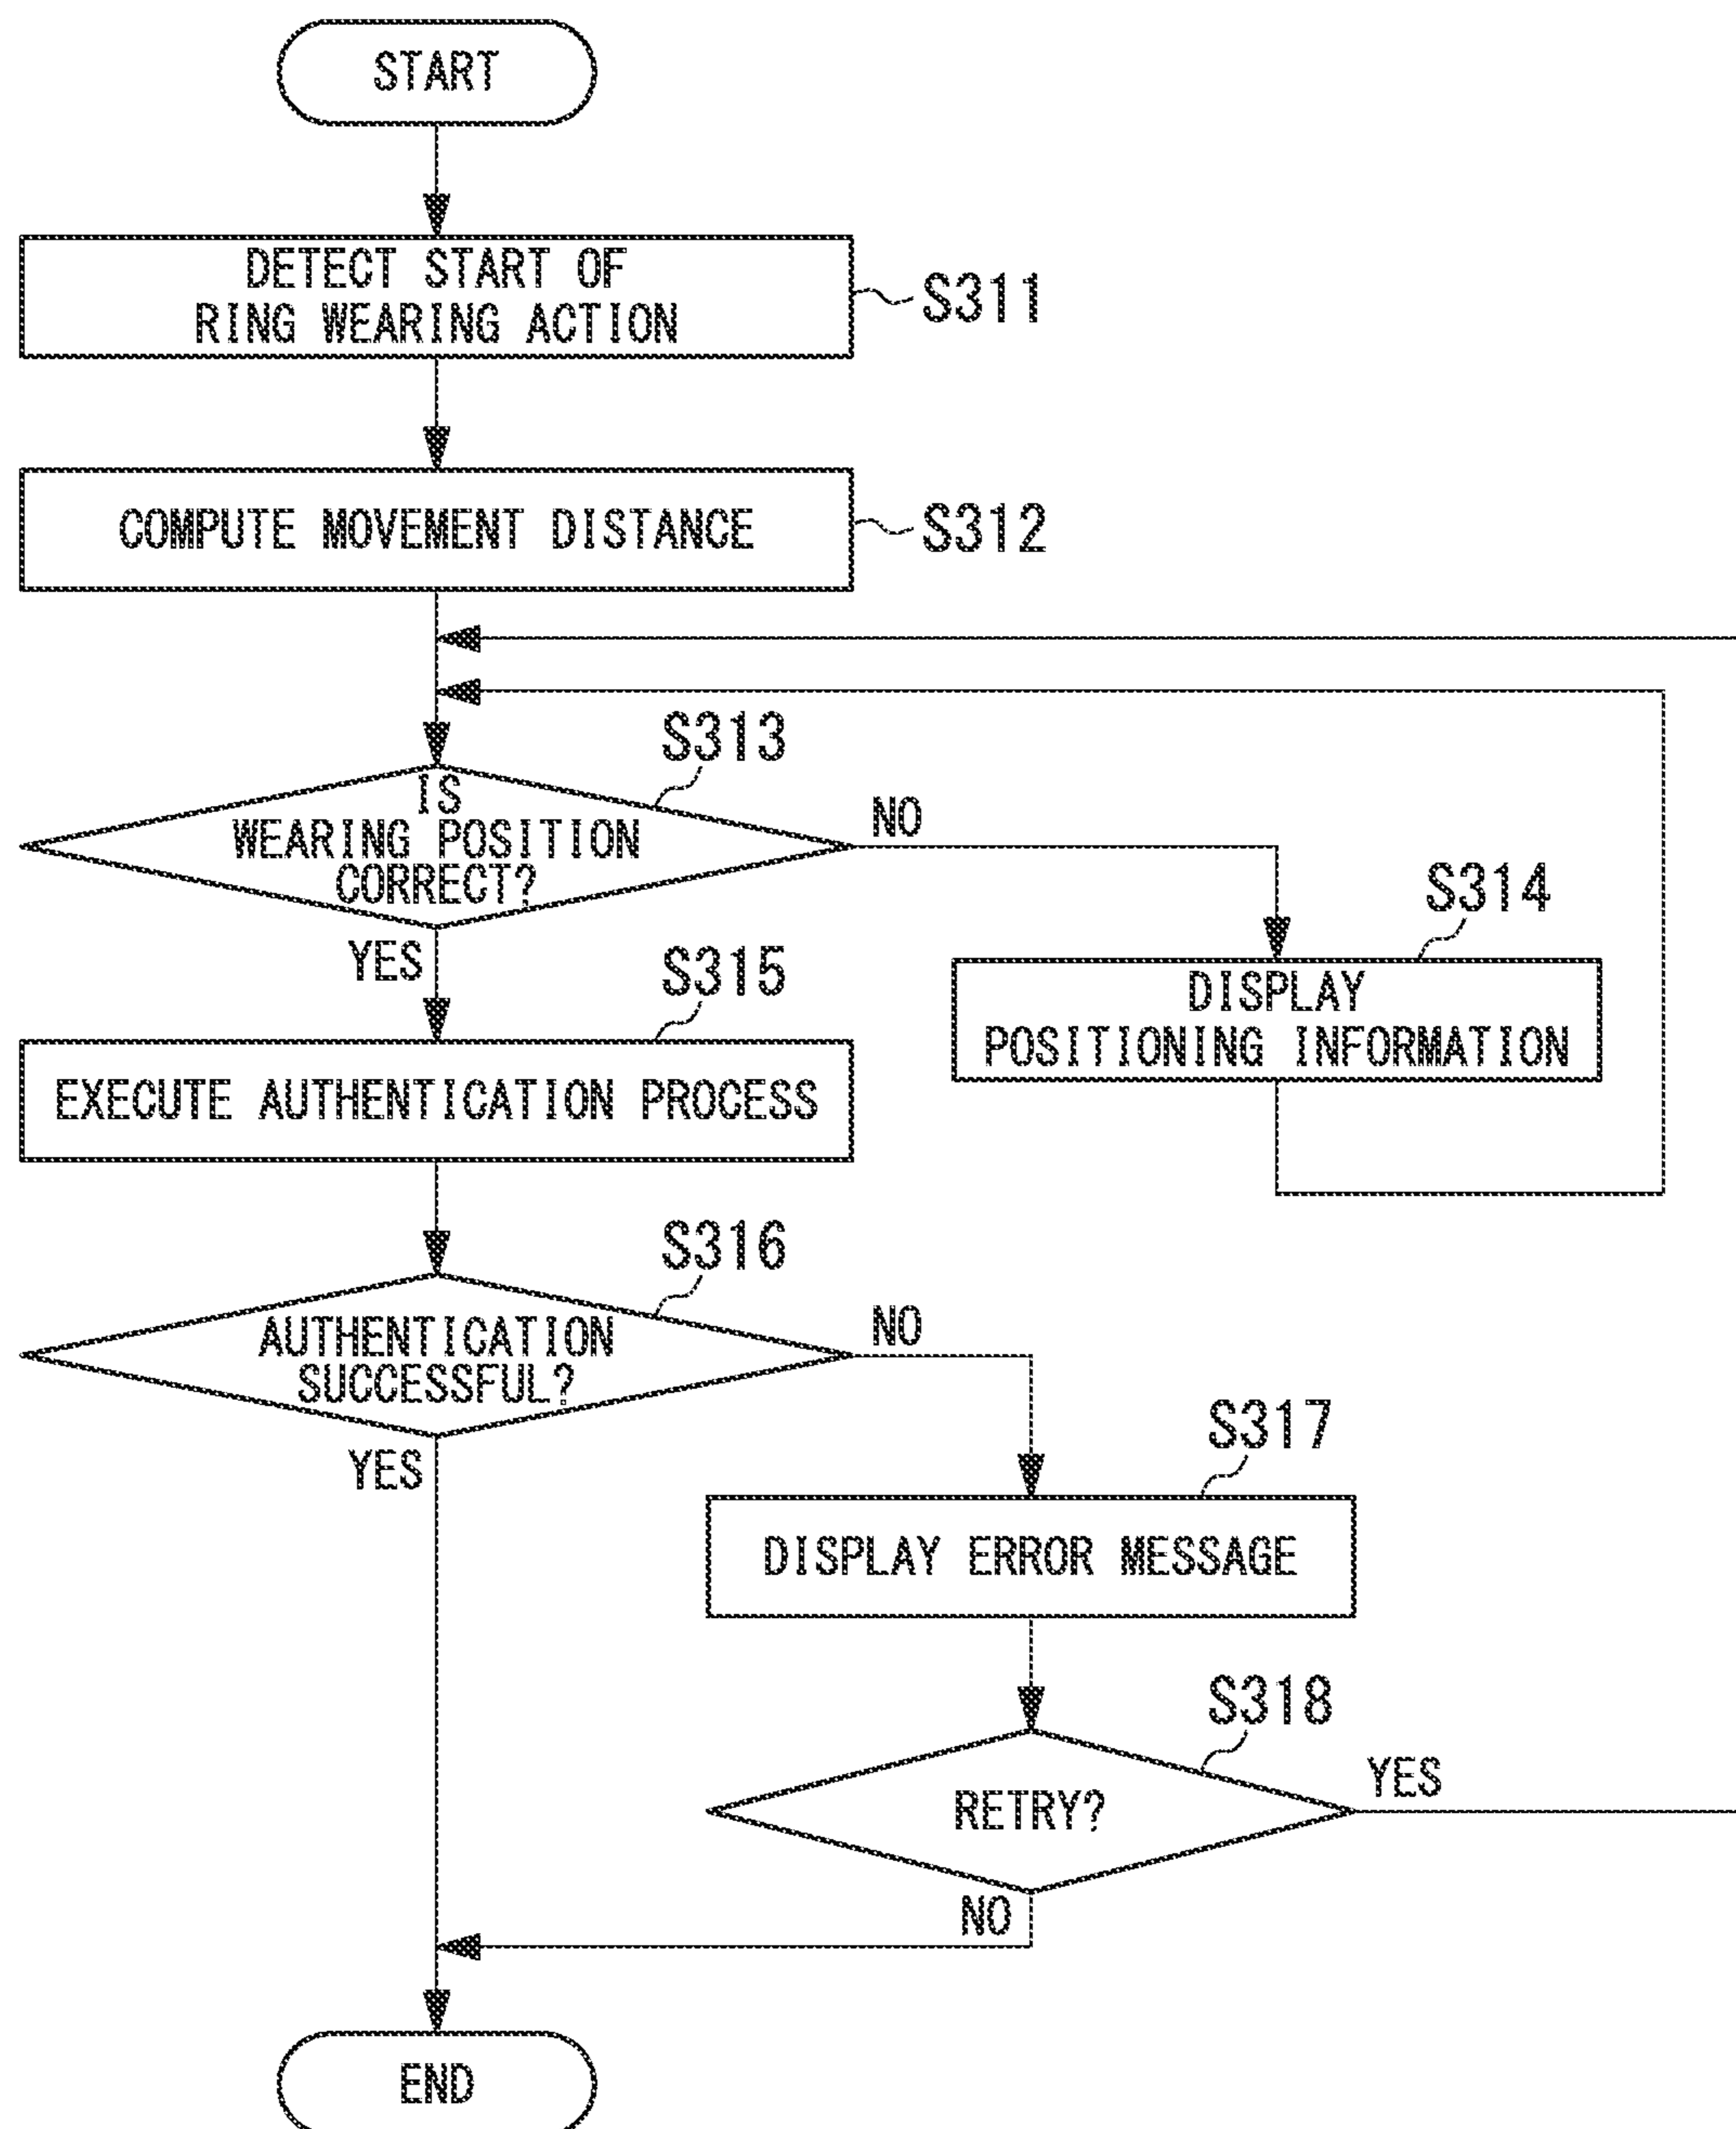 START
DETECT START OF
RING WEARING ACTION
S311
COMPUTE MOVEMENT DISTANCE
S312
S313
IS
WEARING POSITION
CORRECT?
NO
YES
S314
DISPLAY
POSITIONING INFORMATION
S315
EXECUTE AUTHENTICATION PROCESS
S316
AUTHENTICATION
SUCCESSFUL?
NO
YES
S317
DISPLAY ERROR MESSAGE
S318
RETRY?
YES
NO
END